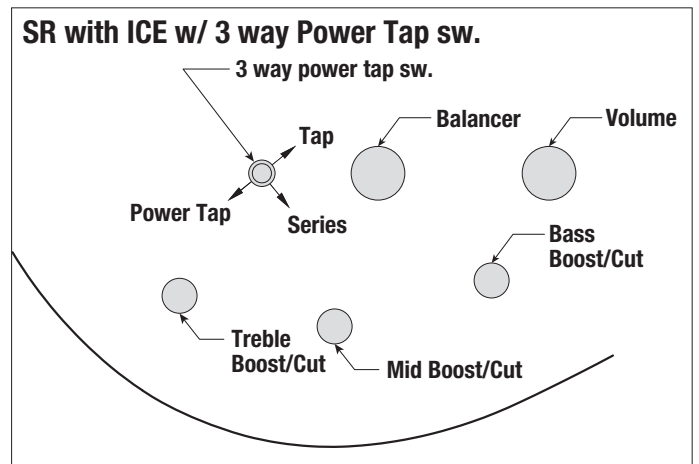 SR with ICE w/ 3 way Power Tap sw.
3 way power tap sw.
Tap
Balancer
Volume
Power Tap
Series
Bass
Boost/Cut
Treble
Boost/Cut
Mid Boost/Cut